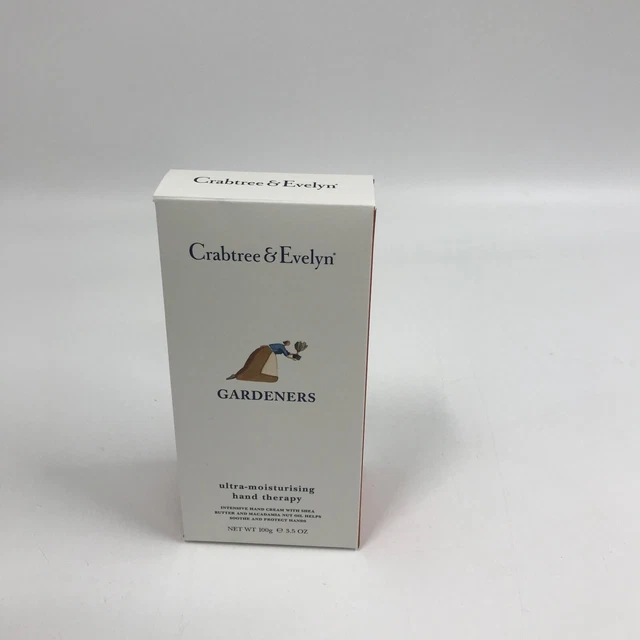 Crabtree & Evelyn®
Crabtree & Evelyn®
GARDENERS
ultra-moisturising
hand therapy
INTENSIVE HAND CREAM WITH SHEA
BUTTER AND MACADAMIA NUT OIL HELPS
SOOTHE AND PROTECT HANDS
NET WT 100g ℮ 3.5 OZ